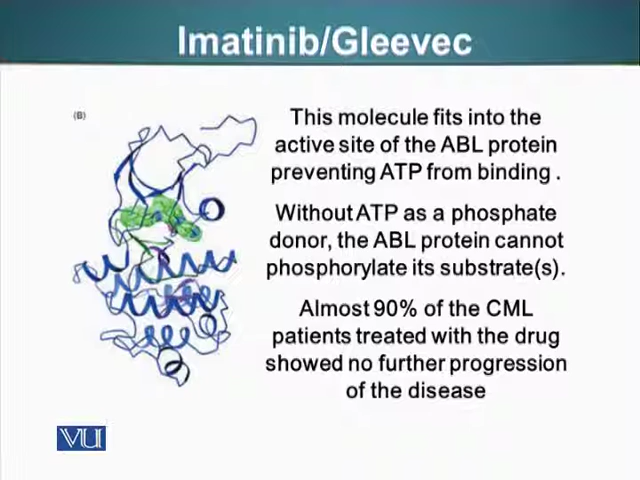 Imatinib/Gleevec
(B)
This molecule fits into the
active site of the ABL protein
preventing ATP from binding .
Without ATP as a phosphate
donor, the ABL protein cannot
phosphorylate its substrate(s).
Almost 90% of the CML
patients treated with the drug
showed no further progression
of the disease
VU